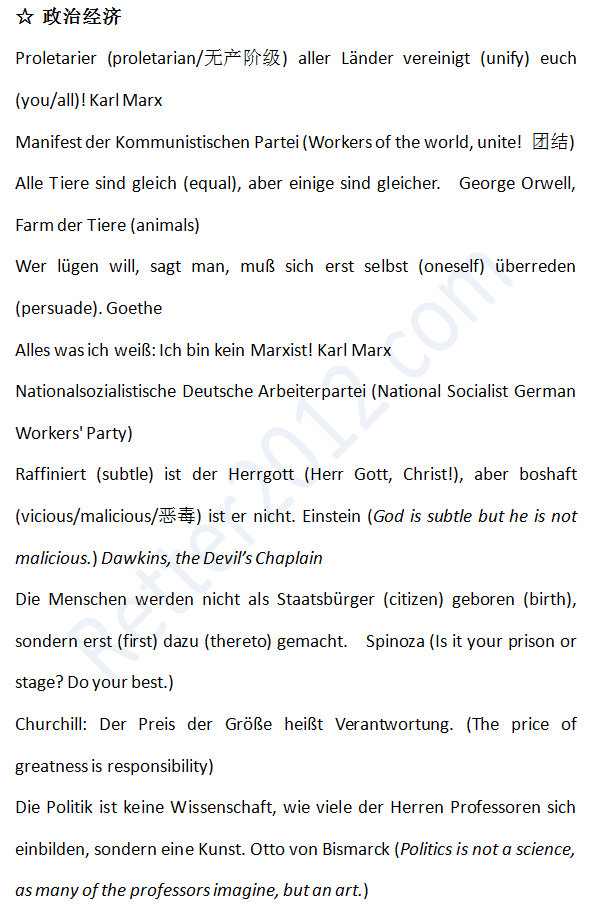 ☆ 政治经济
Proletarier (proletarian/无产阶级) aller Länder vereinigt (unify) euch
(you/all)! Karl Marx
Manifest der Kommunistischen Partei (Workers of the world, unite! 团结)
Alle Tiere sind gleich (equal), aber einige sind gleicher. George Orwell,
Farm der Tiere (animals)
Wer lügen will, sagt man, muß sich erst selbst (oneself) überreden
(persuade). Goethe
Alles was ich weiß: Ich bin kein Marxist! Karl Marx
Nationalsozialistische Deutsche Arbeiterpartei (National Socialist German
Workers' Party)
Raffiniert (subtle) ist der Herrgott (Herr Gott, Christ!), aber boshaft
(vicious/malicious/恶毒) ist er nicht. Einstein (God is subtle but he is not
malicious.) Dawkins, the Devil’s Chaplain
Die Menschen werden nicht als Staatsbürger (citizen) geboren (birth),
sondern erst (first) dazu (thereto) gemacht. Spinoza (Is it your prison or
stage? Do your best.)
Churchill: Der Preis der Größe heißt Verantwortung. (The price of
greatness is responsibility)
Die Politik ist keine Wissenschaft, wie viele der Herren Professoren sich
einbilden, sondern eine Kunst. Otto von Bismarck (Politics is not a science,
as many of the professors imagine, but an art.)
Retter2012.com